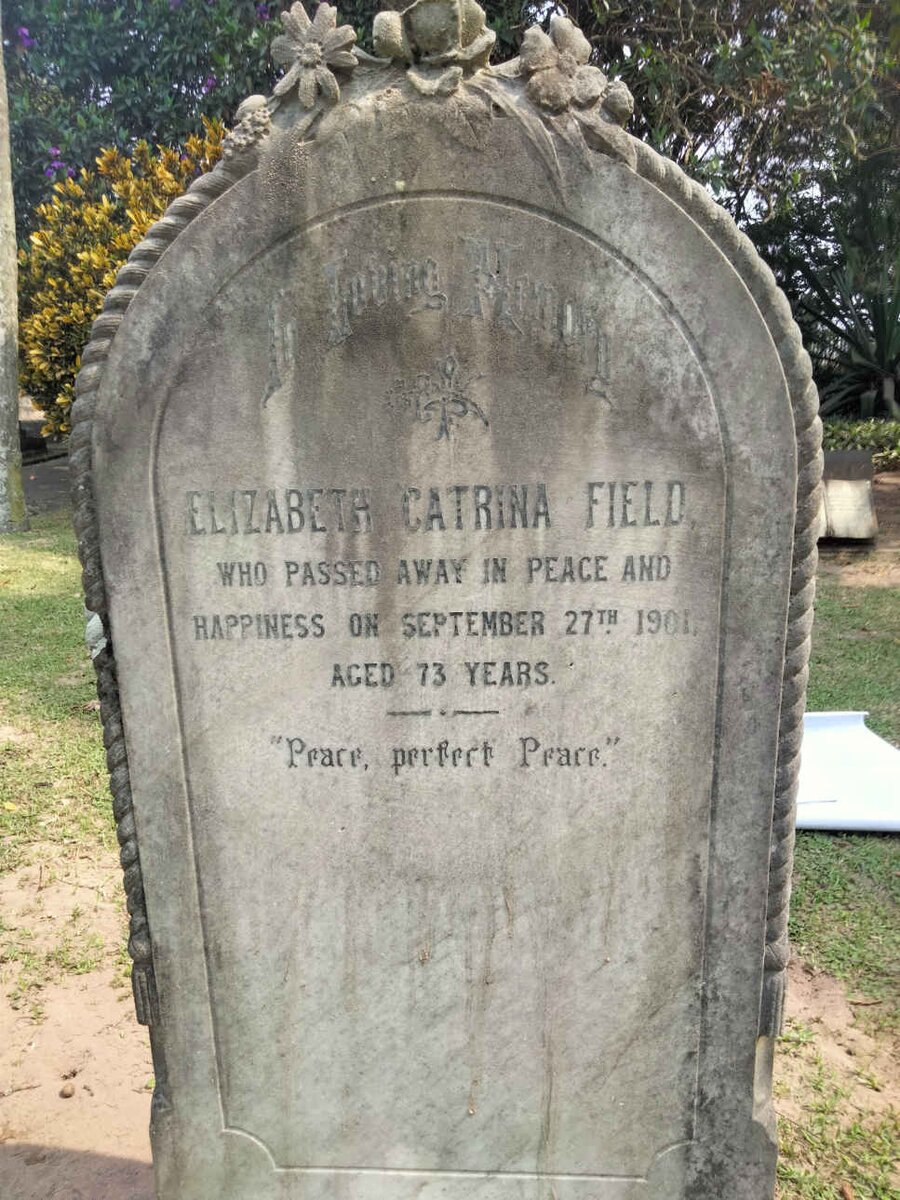 In Loving Memory
ELIZABETH CATRINA FIELD,
WHO PASSED AWAY IN PEACE AND
HAPPINESS ON SEPTEMBER 27TH 1901,
AGED 73 YEARS.
"Peace, perfect Peace."